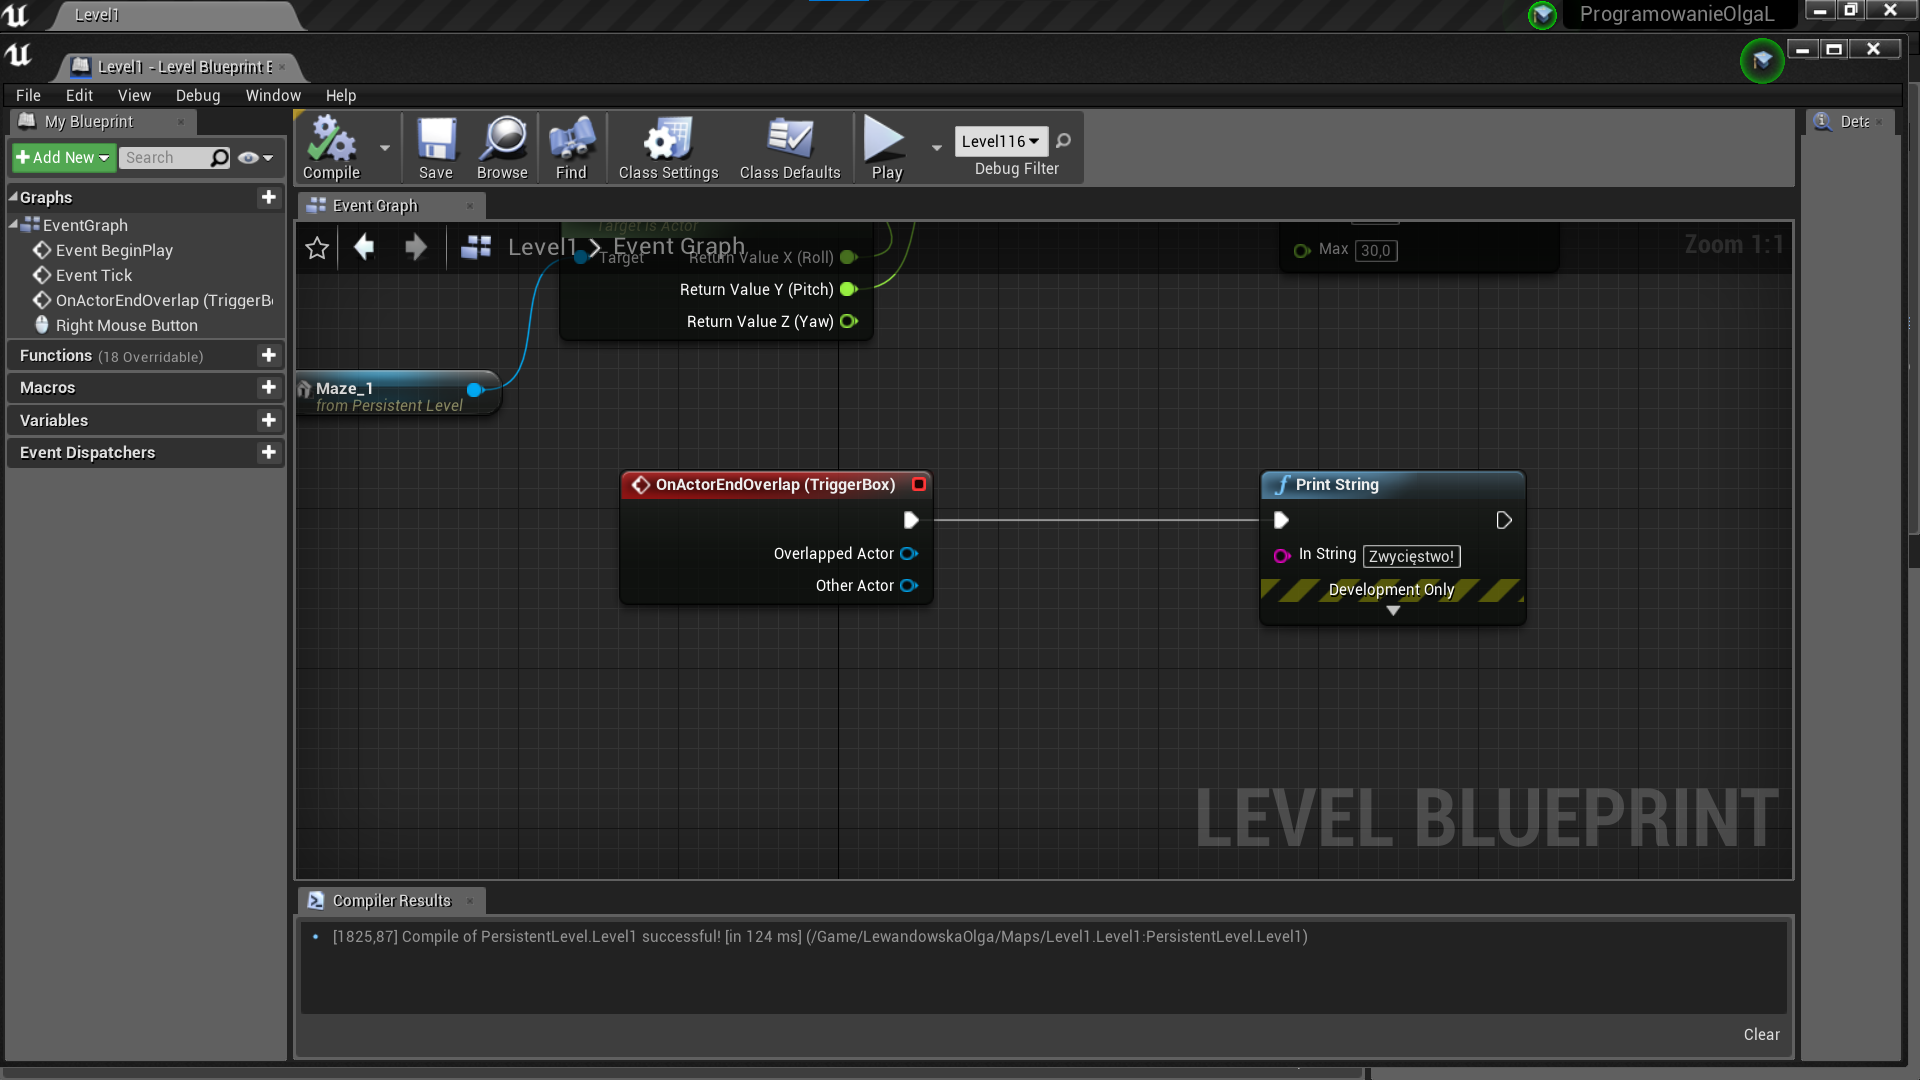 Level1
ProgramowanieOlgaL
Level1 - Level Blueprint E
File Edit View Debug Window Help
My Blueprint
Add New
Search
Compile
Save
Browse
Find
Class Settings
Class Defaults
Play
Level116
Debug Filter
Deta
Graphs
EventGraph
Event BeginPlay
Event Tick
OnActorEndOverlap (TriggerBo
Right Mouse Button
Functions (18 Overridable)
Macros
Variables
Event Dispatchers
Event Graph
Level1 > Event Graph
Zoom 1:1
Target is Actor
Target
Return Value X (Roll)
Return Value Y (Pitch)
Return Value Z (Yaw)
Max 30,0
Maze_1
from Persistent Level
OnActorEndOverlap (TriggerBox)
Overlapped Actor
Other Actor
Print String
In String Zwycięstwo!
Development Only
LEVEL BLUEPRINT
Compiler Results
[1825,87] Compile of PersistentLevel.Level1 successful! [in 124 ms] (/Game/LewandowskaOlga/Maps/Level1.Level1:PersistentLevel.Level1)
Clear